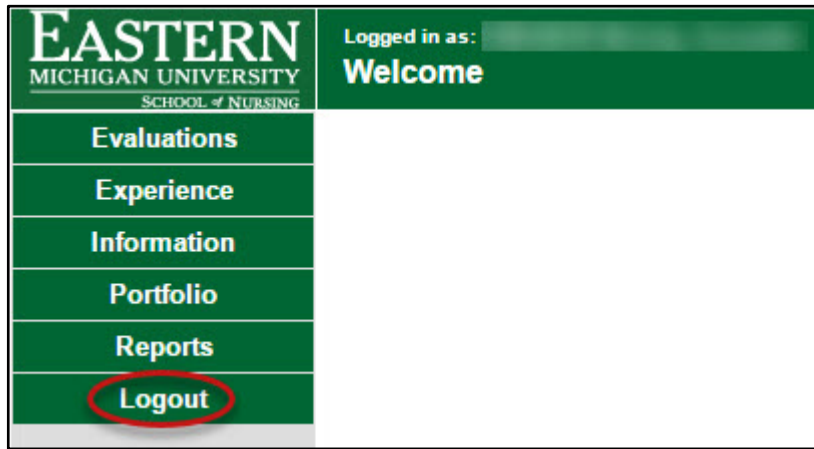 EASTERN
MICHIGAN UNIVERSITY
SCHOOL of NURSING
Logged in as:
Welcome
Evaluations
Experience
Information
Portfolio
Reports
Logout